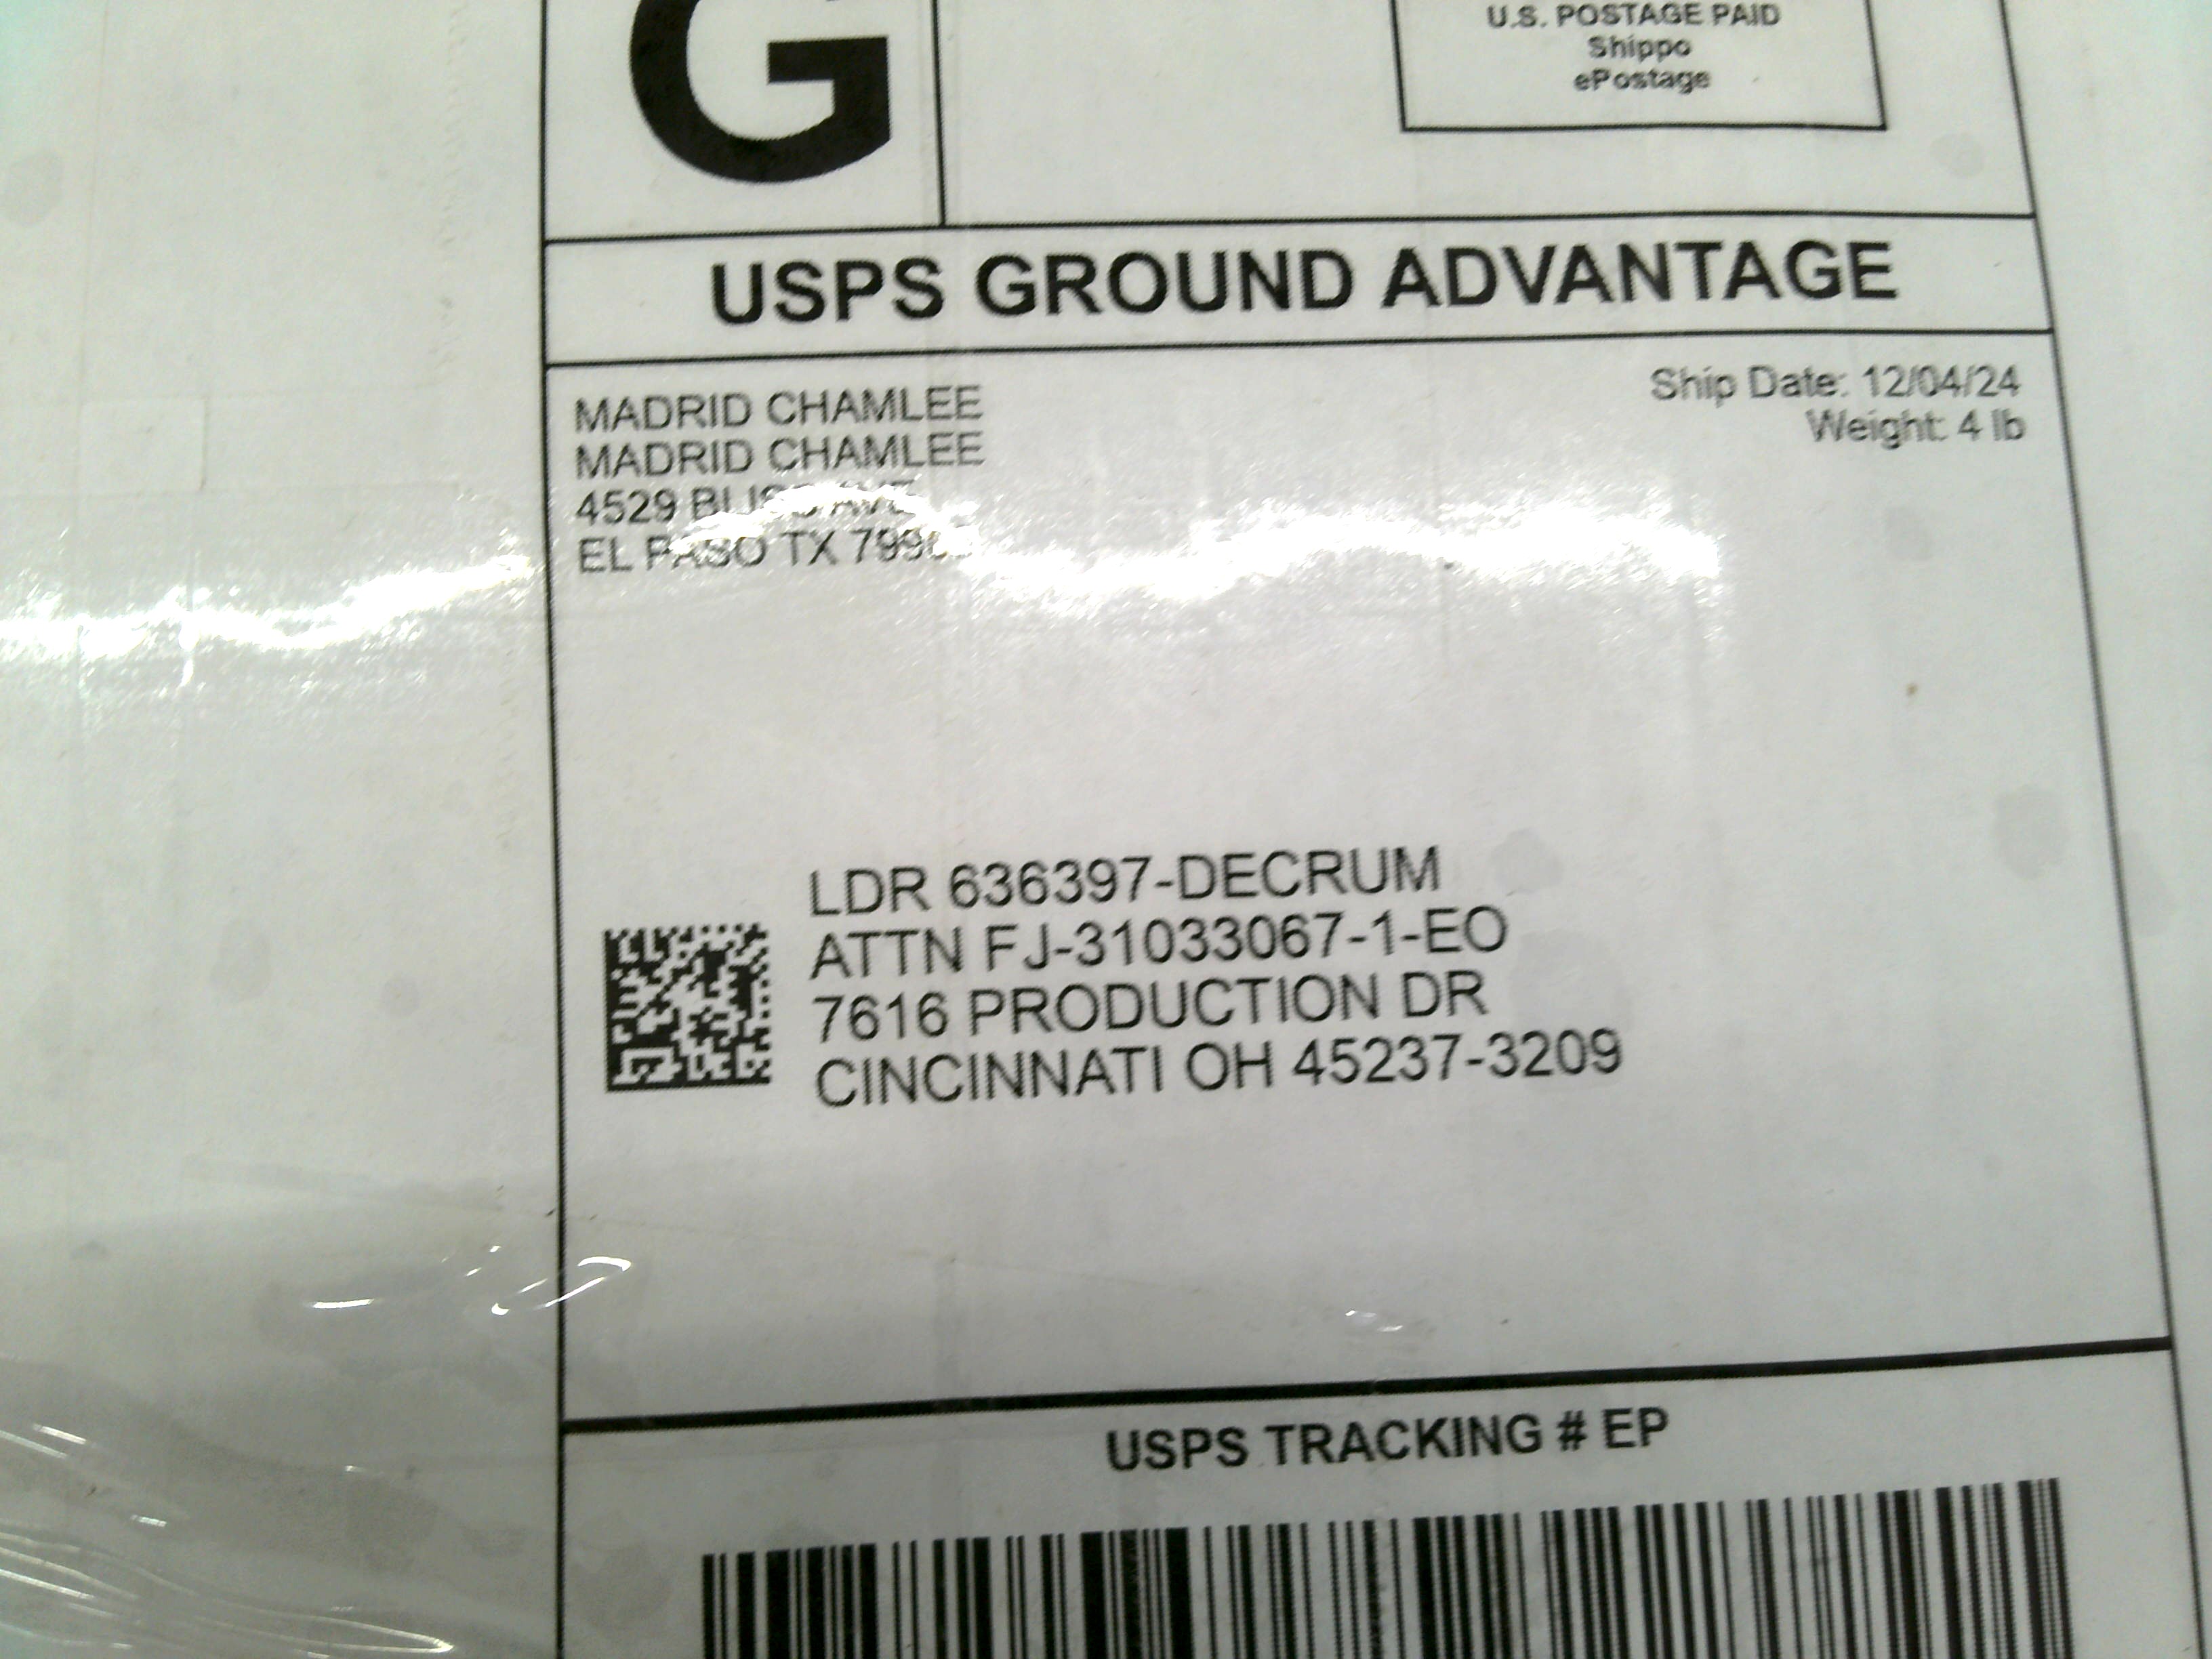 G
U.S. POSTAGE PAID
Shippo
ePostage
USPS GROUND ADVANTAGE
Ship Date: 12/04/24
Weight: 4 lb
MADRID CHAMLEE
MADRID CHAMLEE
4529 BLISS AVE
EL PASO TX
LDR 636397-DECRUM
ATTN FJ-31033067-1-EO
7616 PRODUCTION DR
CINCINNATI OH 45237-3209
USPS TRACKING # EP